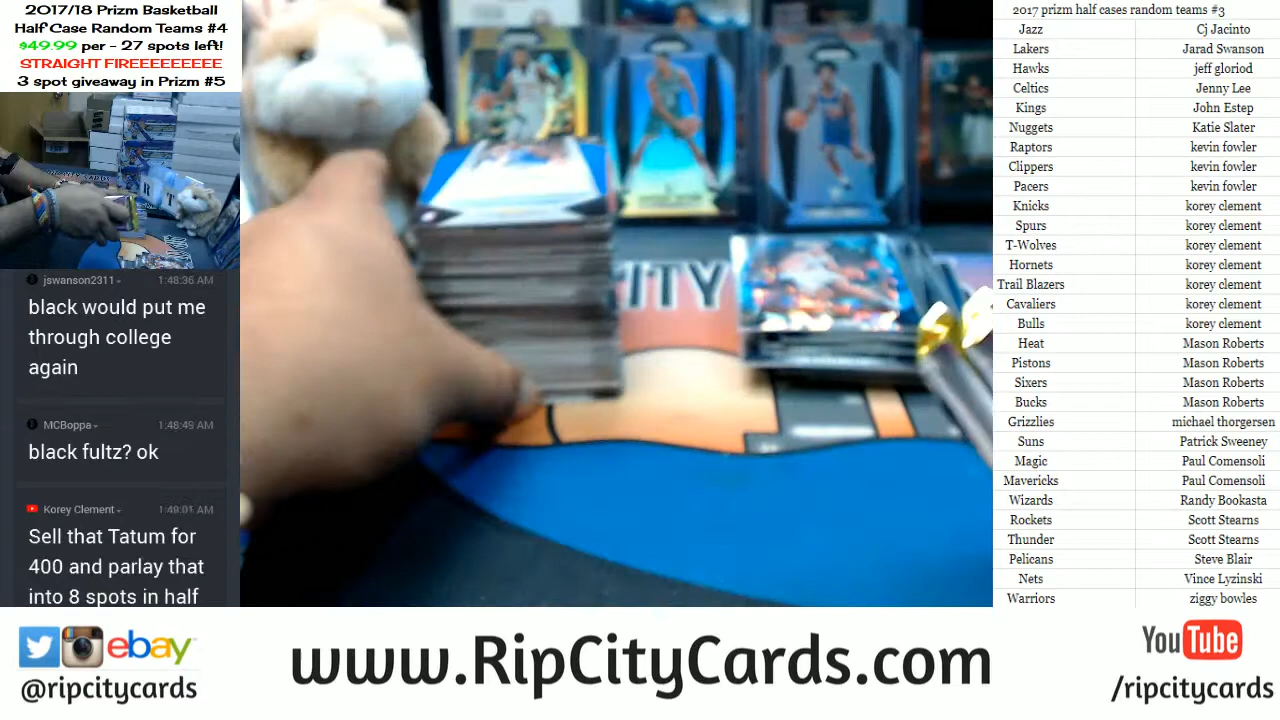 2017/18 Prizm Basketball
Half Case Random Teams #4
$49.99 per - 27 spots left!
STRAIGHT FIREEEEEEEEE
3 spot giveaway in Prizm #5
jswanson2311
1:48:36 AM
black would put me
through college
again
MCBoppa
1:48:49 AM
black fultz? ok
Korey Clement
1:49:01 AM
Sell that Tatum for
400 and parlay that
into 8 spots in half
CITY
2017 prizm half cases random teams #3
Jazz Cj Jacinto
Lakers Jarad Swanson
Hawks jeff gloriod
Celtics Jenny Lee
Kings John Estep
Nuggets Katie Slater
Raptors kevin fowler
Clippers kevin fowler
Pacers kevin fowler
Knicks korey clement
Spurs korey clement
T-Wolves korey clement
Hornets korey clement
Trail Blazers korey clement
Cavaliers korey clement
Bulls korey clement
Heat Mason Roberts
Pistons Mason Roberts
Sixers Mason Roberts
Bucks Mason Roberts
Grizzlies michael thorgersen
Suns Patrick Sweeney
Magic Paul Comensoli
Mavericks Paul Comensoli
Wizards Randy Bookasta
Rockets Scott Stearns
Thunder Scott Stearns
Pelicans Steve Blair
Nets Vince Lyzinski
Warriors ziggy bowles
ebay
@ripcitycards
www.RipCityCards.com
YouTube
/ripcitycards